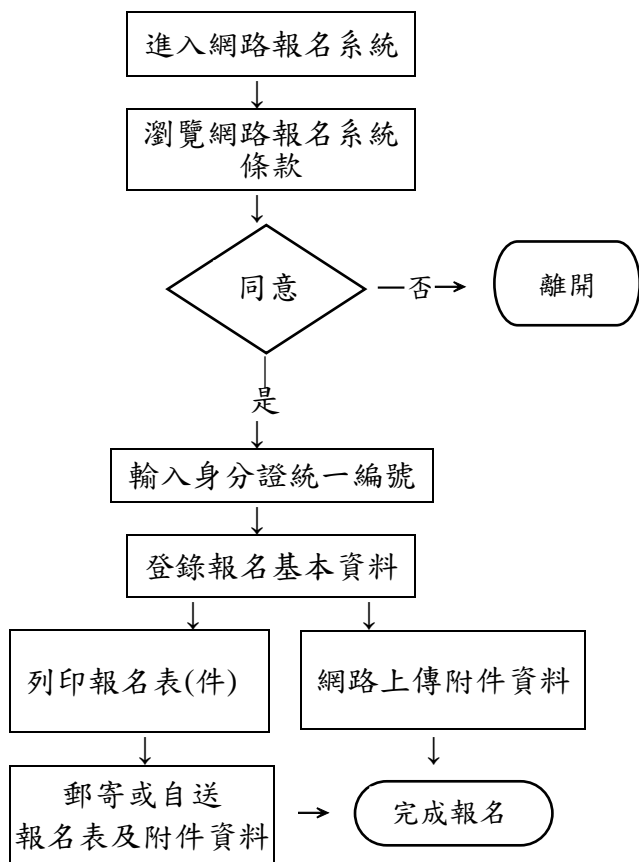 進入網路報名系統
↓
瀏覽網路報名系統
條款
↓
同意
—否→
離開
是
↓
輸入身分證統一編號
↓
登錄報名基本資料
↓
↓
列印報名表(件)
網路上傳附件資料
↓
↓
郵寄或自送
報名表及附件資料
→
完成報名